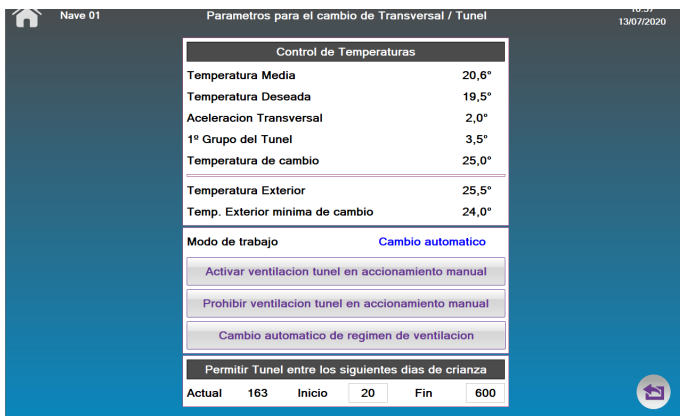 Nave 01
Parametros para el cambio de Transversal / Tunel
13/07/2020
Control de Temperaturas
Temperatura Media 20,6°
Temperatura Deseada 19,5°
Aceleracion Transversal 2,0°
1º Grupo del Tunel 3,5°
Temperatura de cambio 25,0°
Temperatura Exterior 25,5°
Temp. Exterior minima de cambio 24,0°
Modo de trabajo Cambio automatico
Activar ventilacion tunel en accionamiento manual
Prohibir ventilacion tunel en accionamiento manual
Cambio automatico de regimen de ventilacion
Permitir Tunel entre los siguientes dias de crianza
Actual 163 Inicio 20 Fin 600